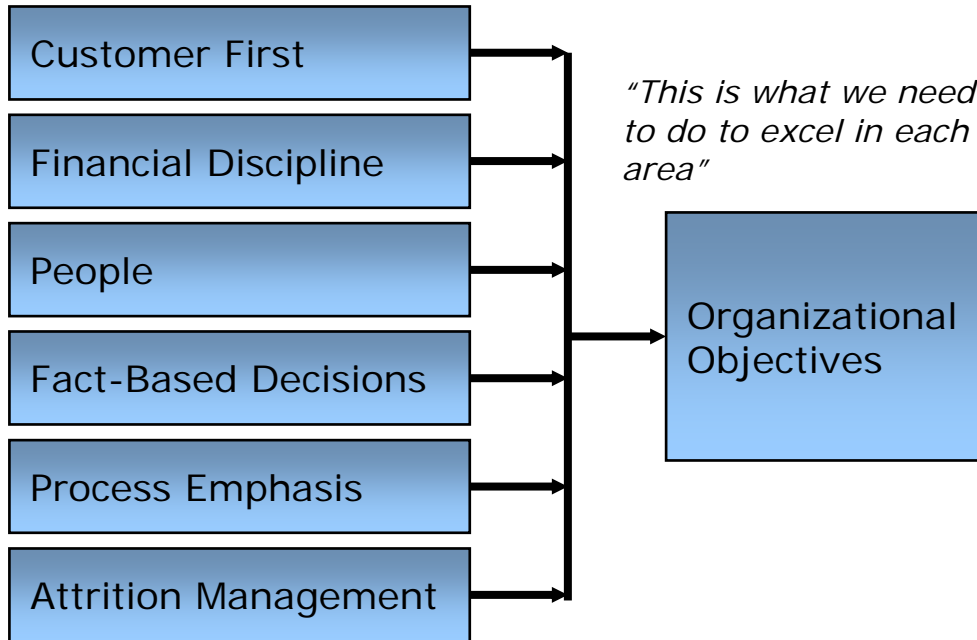 Customer First
Financial Discipline
People
Fact-Based Decisions
Process Emphasis
Attrition Management
“This is what we need
to do to excel in each
area”
Organizational
Objectives